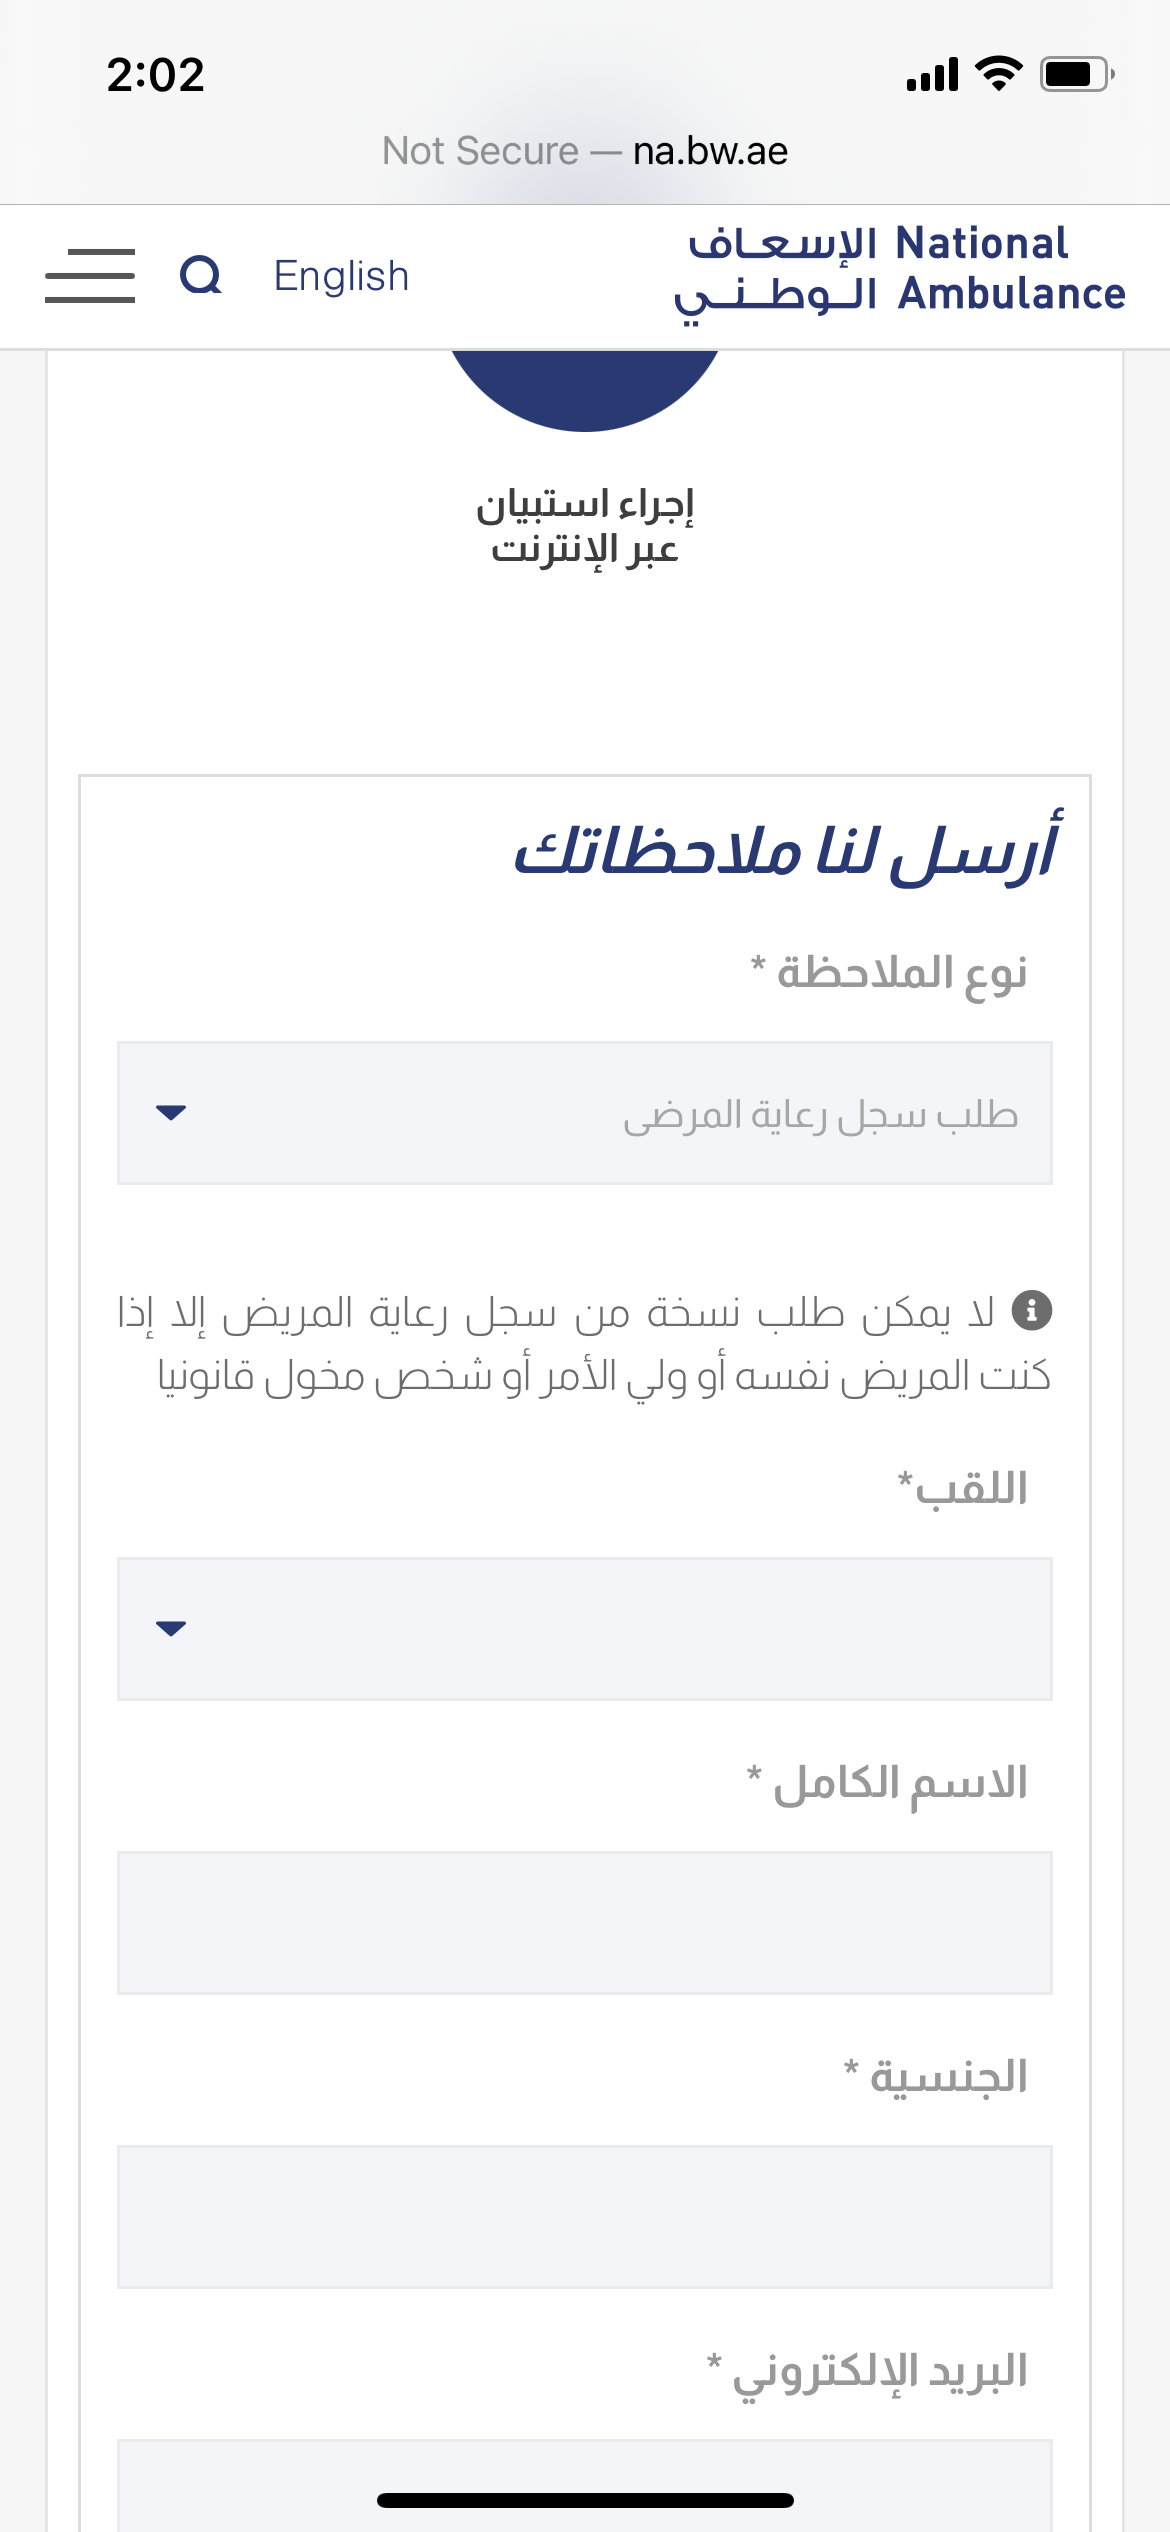 2:02
Not Secure — na.bw.ae
English
الإسعاف National
الوطني Ambulance
إجراء استبيان
عبر الإنترنت
أرسل لنا ملاحظاتك
نوع الملاحظة *
طلب سجل رعاية المرضى
لا يمكن طلب نسخة من سجل رعاية المريض إلا إذا
كنت المريض نفسه أو ولي الأمر أو شخص مخول قانونيا
اللقب*
الاسم الكامل *
الجنسية *
البريد الإلكتروني *